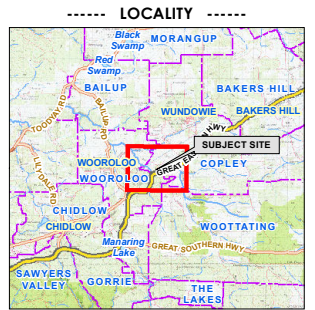 ------ LOCALITY ------
Black
Swamp
MORANGUP
Red
Swamp
BAILUP
BAKERS HILL
TOODYAY RD
BAILUP RD
WUNDOWIE
BAKERS HILL
HWY
SUBJECT SITE
LILYDALE RD
WOOROLOO
GREAT EA
COPLEY
WOOROLOO
CHIDLOW
CHIDLOW
WOOTTATING
Manaring
Lake
GREAT SOUTHERN HWY
SAWYERS
VALLEY
GORRIE
THE
LAKES